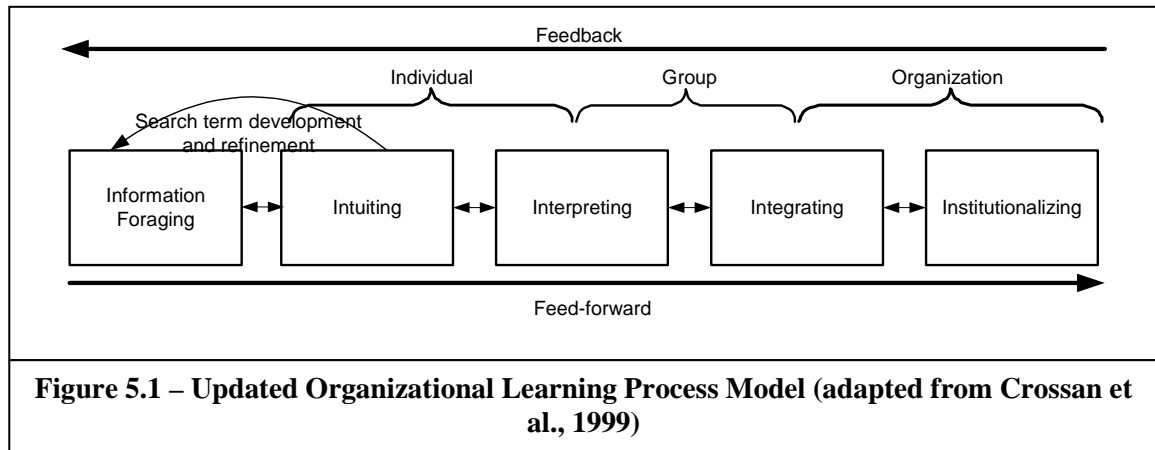 Feedback
Individual
Group
Organization
Search term development
and refinement
Information
Foraging
Intuiting
Interpreting
Integrating
Institutionalizing
Feed-forward
Figure 5.1 – Updated Organizational Learning Process Model (adapted from Crossan et
al., 1999)